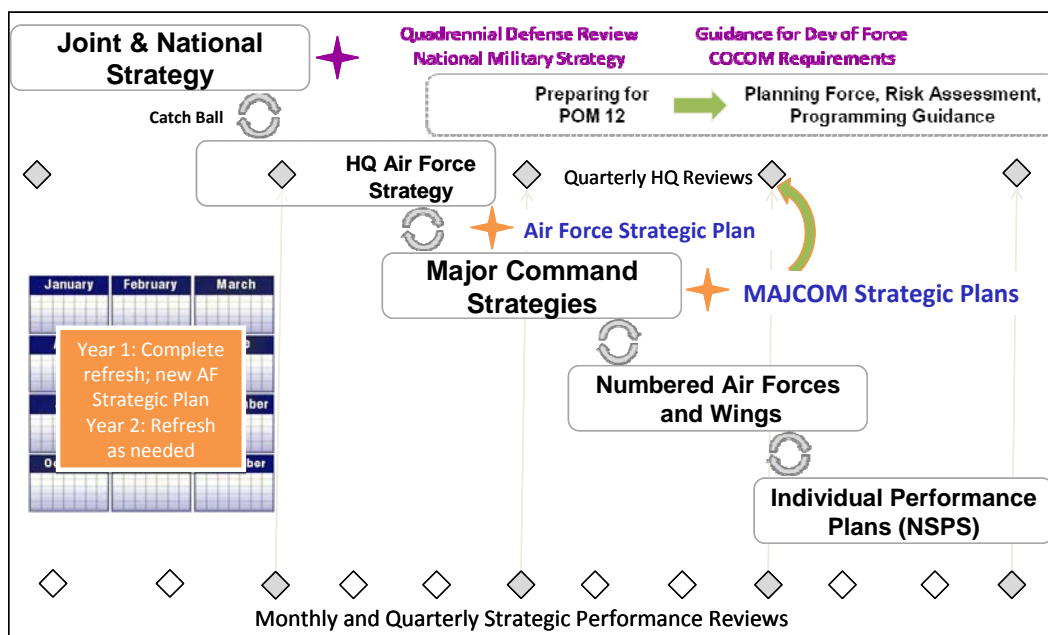 Joint & National
Strategy
Quadrennial Defense Review
National Military Strategy
Guidance for Dev of Force
COCOM Requirements
Preparing for
POM 12
Planning Force, Risk Assessment,
Programming Guidance
Catch Ball
HQ Air Force
Strategy
Quarterly HQ Reviews
Air Force Strategic Plan
Major Command
Strategies
MAJCOM Strategic Plans
January
February
March
Year 1: Complete
refresh; new AF
Strategic Plan
Year 2: Refresh
as needed
Numbered Air Forces
and Wings
Individual Performance
Plans (NSPS)
Monthly and Quarterly Strategic Performance Reviews